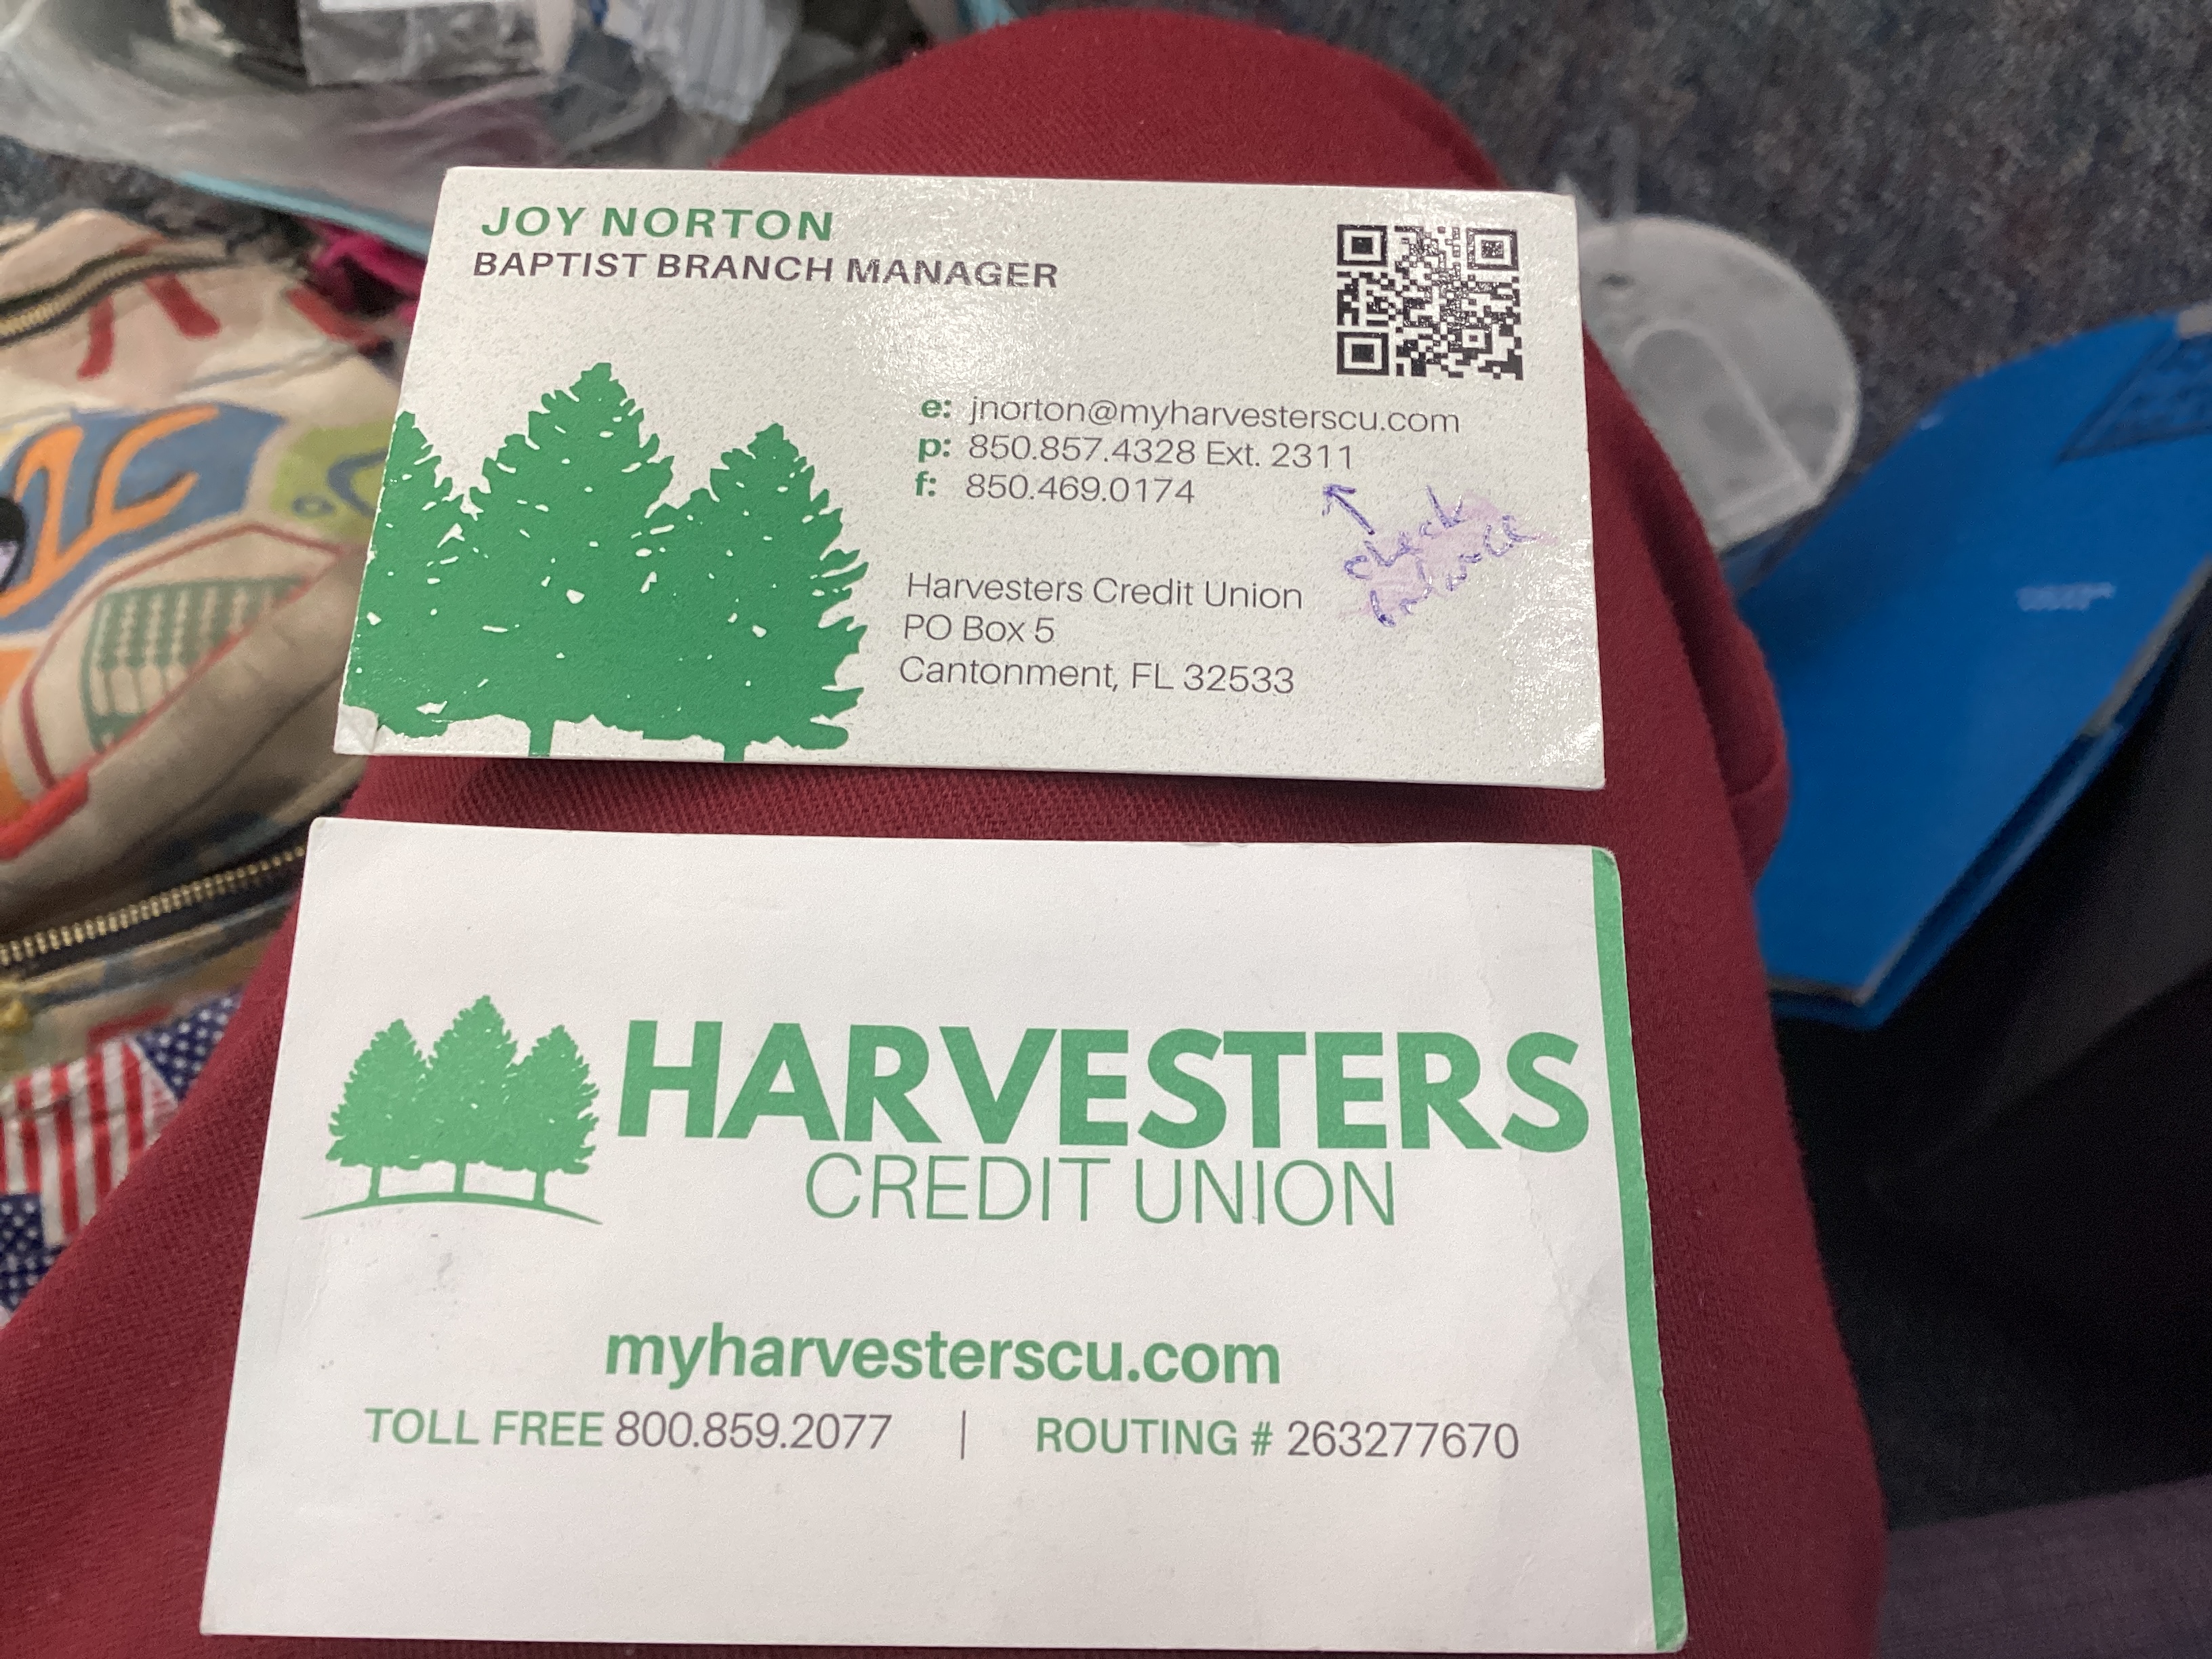 JOY NORTON
BAPTIST BRANCH MANAGER
e: jnorton@myharvesterscu.com
p: 850.857.4328 Ext. 2311
f: 850.469.0174
check
balance
Harvesters Credit Union
PO Box 5
Cantonment, FL 32533
HARVESTERS
CREDIT UNION
myharvesterscu.com
TOLL FREE 800.859.2077 | ROUTING # 263277670